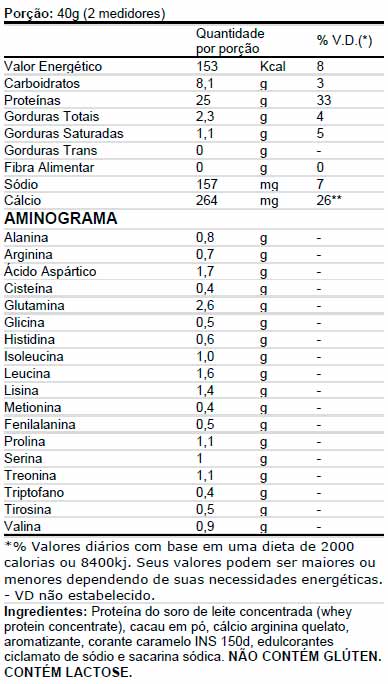 Porção: 40g (2 medidores)
Quantidade por porção % V.D.(*)
Valor Energético 153 Kcal 8
Carboidratos 8,1 g 3
Proteínas 25 g 33
Gorduras Totais 2,3 g 4
Gorduras Saturadas 1,1 g 5
Gorduras Trans 0 g -
Fibra Alimentar 0 g 0
Sódio 157 mg 7
Cálcio 264 mg 26**
AMINOGRAMA
Alanina 0,8 g -
Arginina 0,7 g -
Ácido Aspártico 1,7 g -
Cisteína 0,4 g -
Glutamina 2,6 g -
Glicina 0,5 g -
Histidina 0,6 g -
Isoleucina 1,0 g -
Leucina 1,6 g -
Lisina 1,4 g -
Metionina 0,4 g -
Fenilalanina 0,5 g -
Prolina 1,1 g -
Serina 1 g -
Treonina 1,1 g -
Triptofano 0,4 g -
Tirosina 0,5 g -
Valina 0,9 g -
*% Valores diários com base em uma dieta de 2000
calorias ou 8400kj. Seus valores podem ser maiores ou
menores dependendo de suas necessidades energéticas.
- VD não estabelecido.
Ingredientes: Proteína do soro de leite concentrada (whey
protein concentrate), cacau em pó, cálcio arginina quelato,
aromatizante, corante caramelo INS 150d, edulcorantes
ciclamato de sódio e sacarina sódica. NÃO CONTÉM GLÚTEN.
CONTÉM LACTOSE.